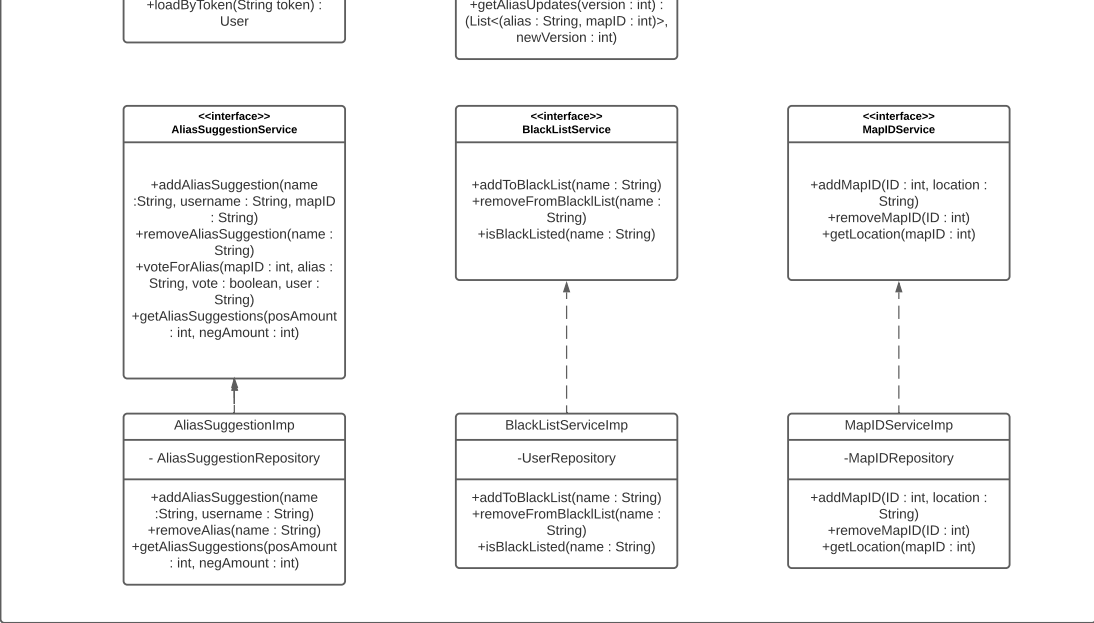 +loadByToken(String token) :
User
+getAliasUpdates(version : int) :
(List<(alias : String, mapID : int)>,
newVersion : int)
<<interface>>
AliasSuggestionService
+addAliasSuggestion(name
:String, username : String, mapID
: String)
+removeAliasSuggestion(name :
String)
+voteForAlias(mapID : int, alias :
String, vote : boolean, user :
String)
+getAliasSuggestions(posAmount
: int, negAmount : int)
<<interface>>
BlackListService
+addToBlackList(name : String)
+removeFromBlacklList(name :
String)
+isBlackListed(name : String)
<<interface>>
MapIDService
+addMapID(ID : int, location :
String)
+removeMapID(ID : int)
+getLocation(mapID : int)
AliasSuggestionImp
- AliasSuggestionRepository
+addAliasSuggestion(name
:String, username : String)
+removeAlias(name : String)
+getAliasSuggestions(posAmount
: int, negAmount : int)
BlackListServiceImp
-UserRepository
+addToBlackList(name : String)
+removeFromBlacklList(name :
String)
+isBlackListed(name : String)
MapIDServiceImp
-MapIDRepository
+addMapID(ID : int, location :
String)
+removeMapID(ID : int)
+getLocation(mapID : int)